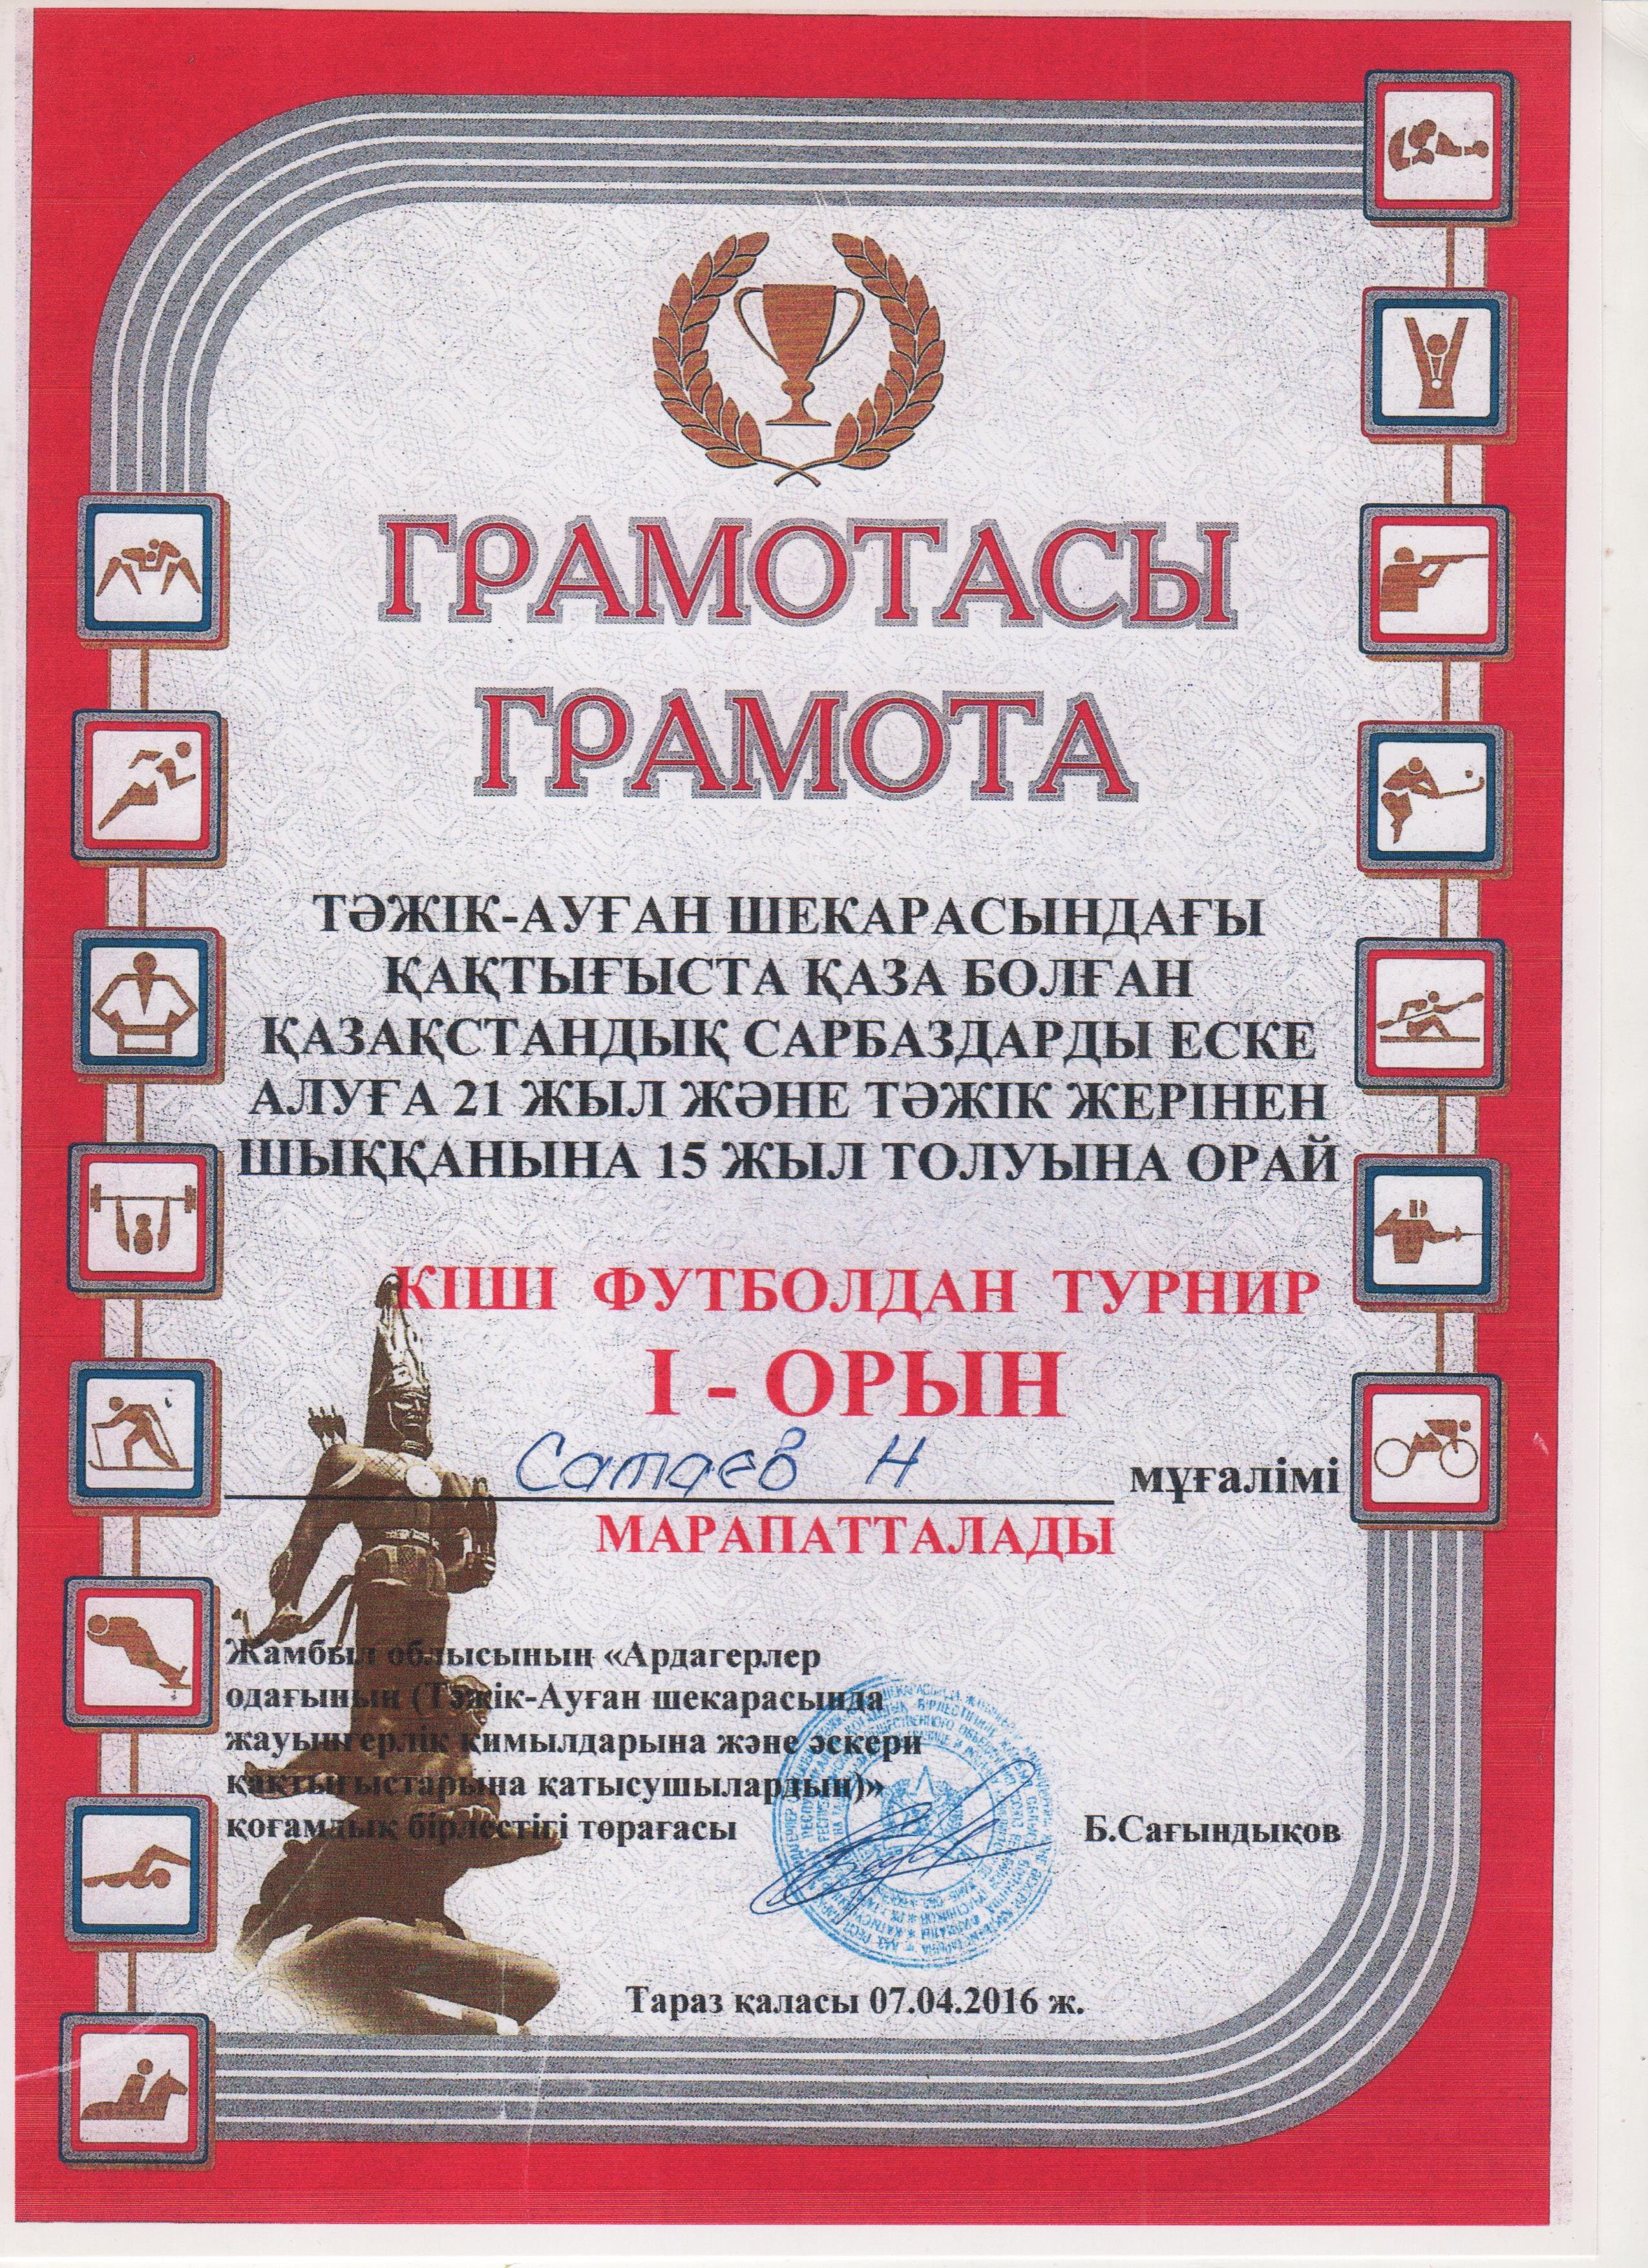 ГРАМОТАСЫ
ГРАМОТА
ТӘЖІК-АУҒАН ШЕКАРАСЫНДАҒЫ
ҚАҚТЫҒЫСТА ҚАЗА БОЛҒАН
ҚАЗАҚСТАНДЫҚ САРБАЗДАРДЫ ЕСКЕ
АЛУҒА 21 ЖЫЛ ЖӘНЕ ТӘЖІК ЖЕРІНЕН
ШЫҚҚАНЫНА 15 ЖЫЛ ТОЛУЫНА ОРАЙ
КІШІ ФУТБОЛДАН ТУРНИР
I - ОРЫН
Сатаев Н мұғалімі
МАРАПАТТАЛАДЫ
Жамбыл облысының «Ардагерлер
одағының (Тәжік-Ауған шекарасында
жауынгерлік қимылдарына және әскери
қақтығыстарына қатысушылардың)»
қоғамдық бірлестігі төрағасы Б.Сағындықов
Тараз қаласы 07.04.2016 ж.